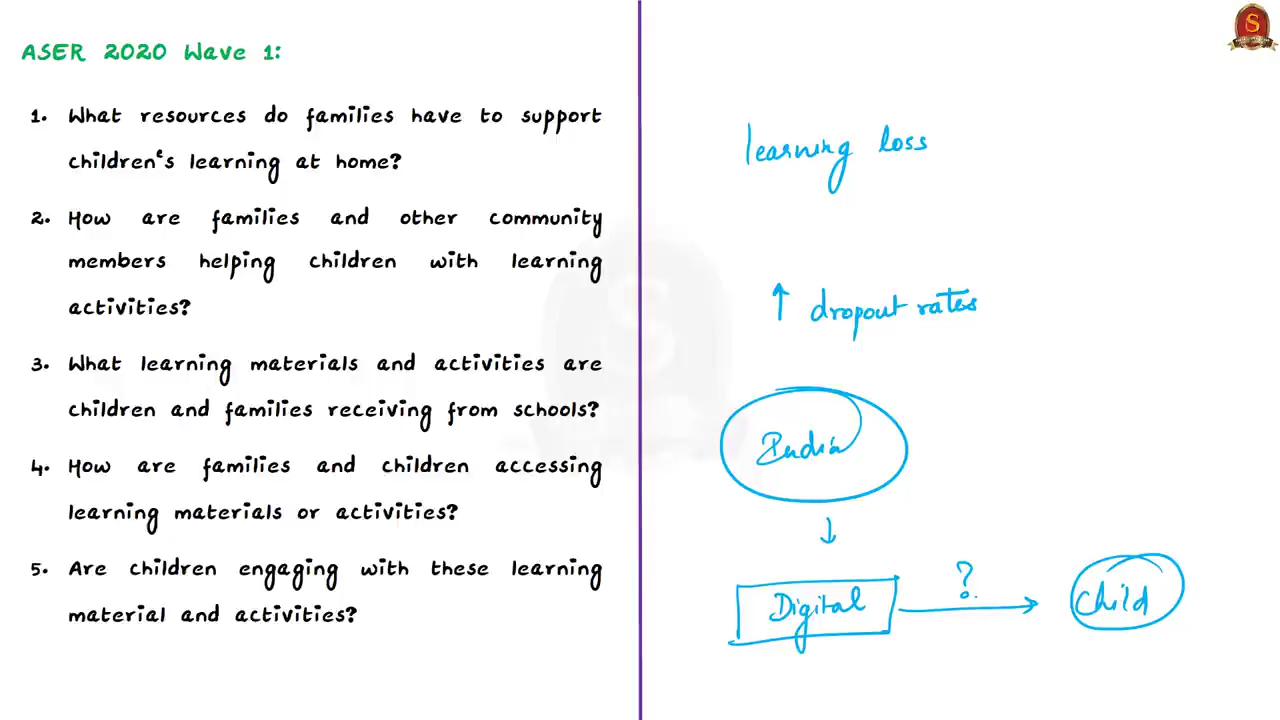 ASER 2020 Wave 1:
1. What resources do families have to support
children's learning at home?
2. How are families and other community
members helping children with learning
activities?
3. What learning materials and activities are
children and families receiving from schools?
4. How are families and children accessing
learning materials or activities?
5. Are children engaging with these learning
material and activities?
learning loss
↑ dropout rates
India
↓
Digital
?
Child
S